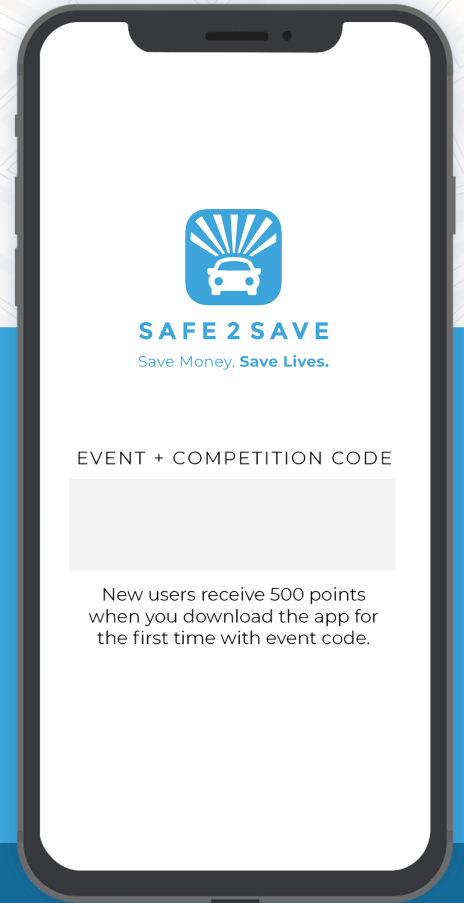 SAFE 2 SAVE
Save Money. Save Lives.
EVENT + COMPETITION CODE
New users receive 500 points
when you download the app for
the first time with event code.